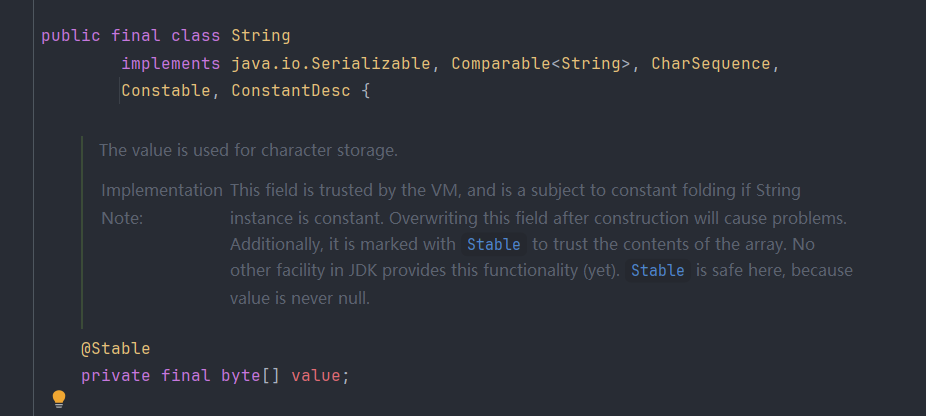 public final class String
implements java.io.Serializable, Comparable<String>, CharSequence,
Constable, ConstantDesc {
The value is used for character storage.
Implementation Note:
This field is trusted by the VM, and is a subject to constant folding if String
instance is constant. Overwriting this field after construction will cause problems.
Additionally, it is marked with Stable to trust the contents of the array. No
other facility in JDK provides this functionality (yet). Stable is safe here, because
value is never null.
@Stable
private final byte[] value;